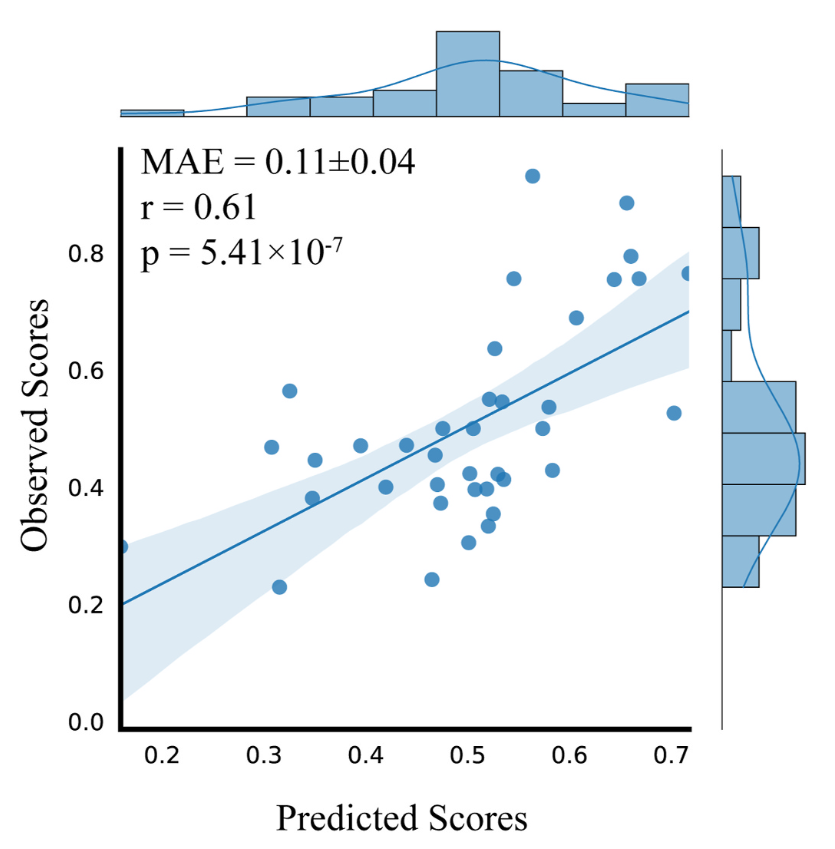 MAE = 0.11±0.04
r = 0.61
p = 5.41×10⁻⁷
0.8
0.6
0.4
0.2
0.0
Observed Scores
0.2 0.3 0.4 0.5 0.6 0.7
Predicted Scores